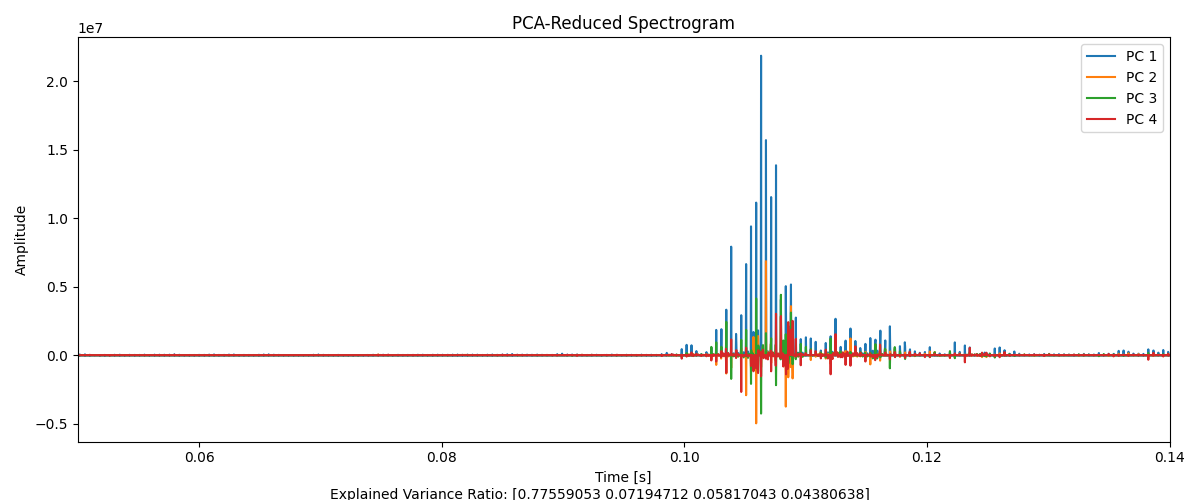 PCA-Reduced Spectrogram
1e7
PC 1
PC 2
PC 3
PC 4
2.0
1.5
1.0
0.5
0.0
−0.5
Amplitude
0.06
0.08
0.10
0.12
0.14
Time [s]
Explained Variance Ratio: [0.77559053 0.07194712 0.05817043 0.04380638]